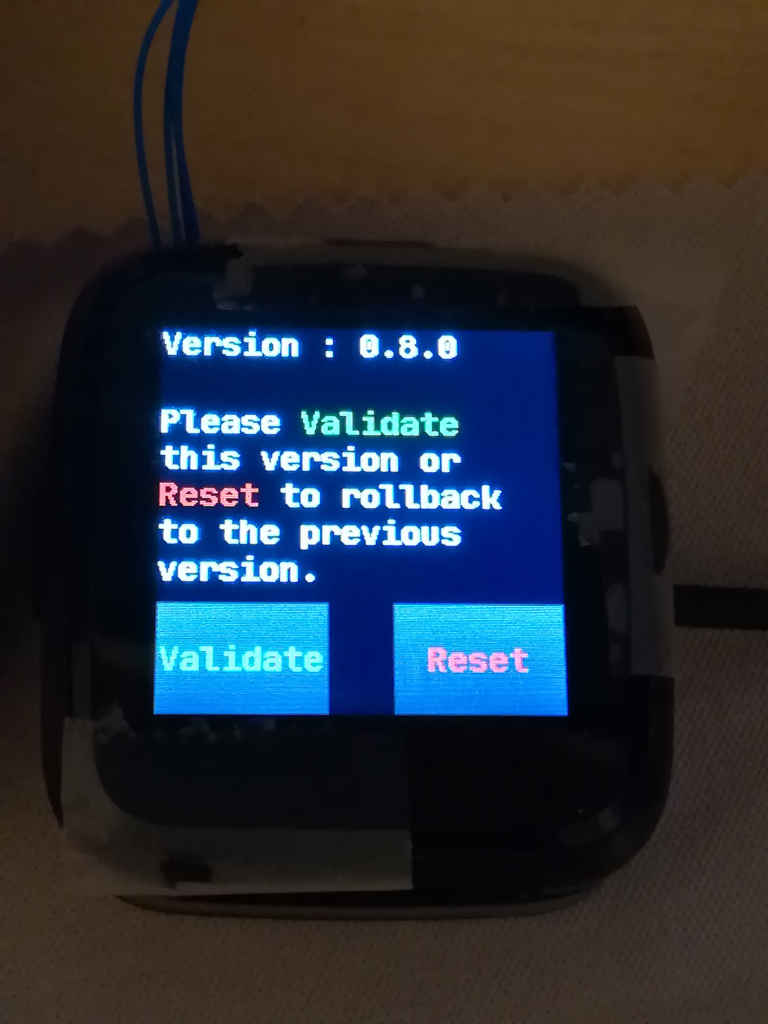 Version : 0.8.0
Please Validate
this version or
Reset to rollback
to the previous
version.
Validate
Reset